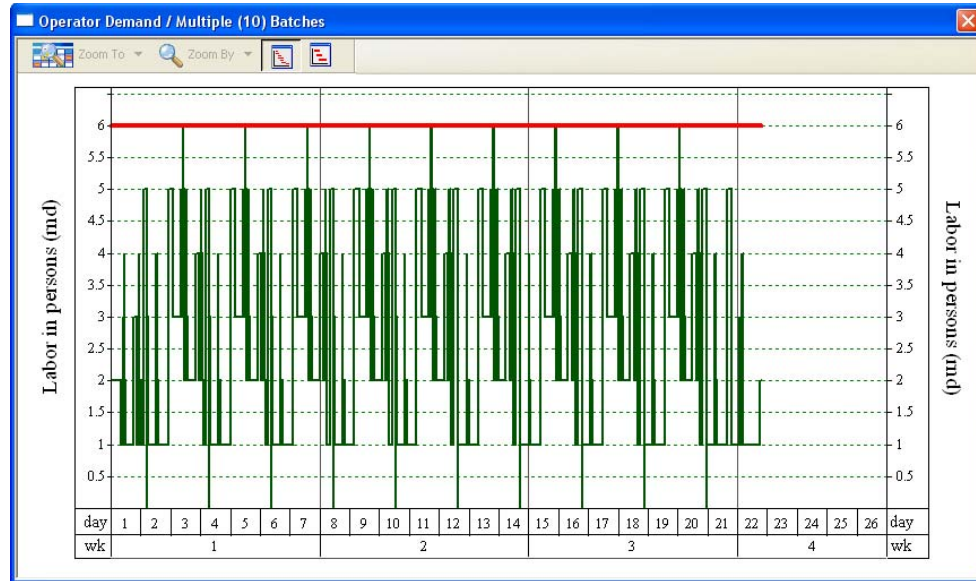 Operator Demand / Multiple (10) Batches
Zoom To Zoom By
6 6
5.5 5.5
5 5
4.5 4.5
4 4
3.5 3.5
3 3
2.5 2.5
2 2
1.5 1.5
1 1
0.5 0.5
Labor in persons (md)
Labor in persons (md)
day 1 2 3 4 5 6 7 8 9 10 11 12 13 14 15 16 17 18 19 20 21 22 23 24 25 26 day
wk 1 2 3 4 wk